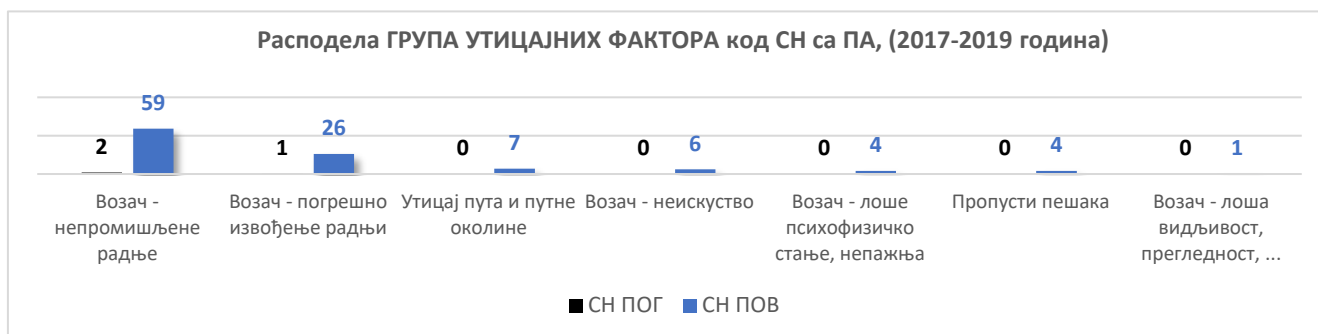 Расподела ГРУПА УТИЦАЈНИХ ФАКТОРА код СН са ПА, (2017-2019 година)
2 59 1 26 0 7 0 6 0 4 0 4 0 1
Возач -
непромишљене
радње
Возач - погрешно
извођење радњи
Утицај пута и путне
околине
Возач - неискуство
Возач - лоше
психофизичко
стање, непажња
Пропусти пешака
Возач - лоша
видљивост,
прегледност, ...
СН ПОГ СН ПОВ